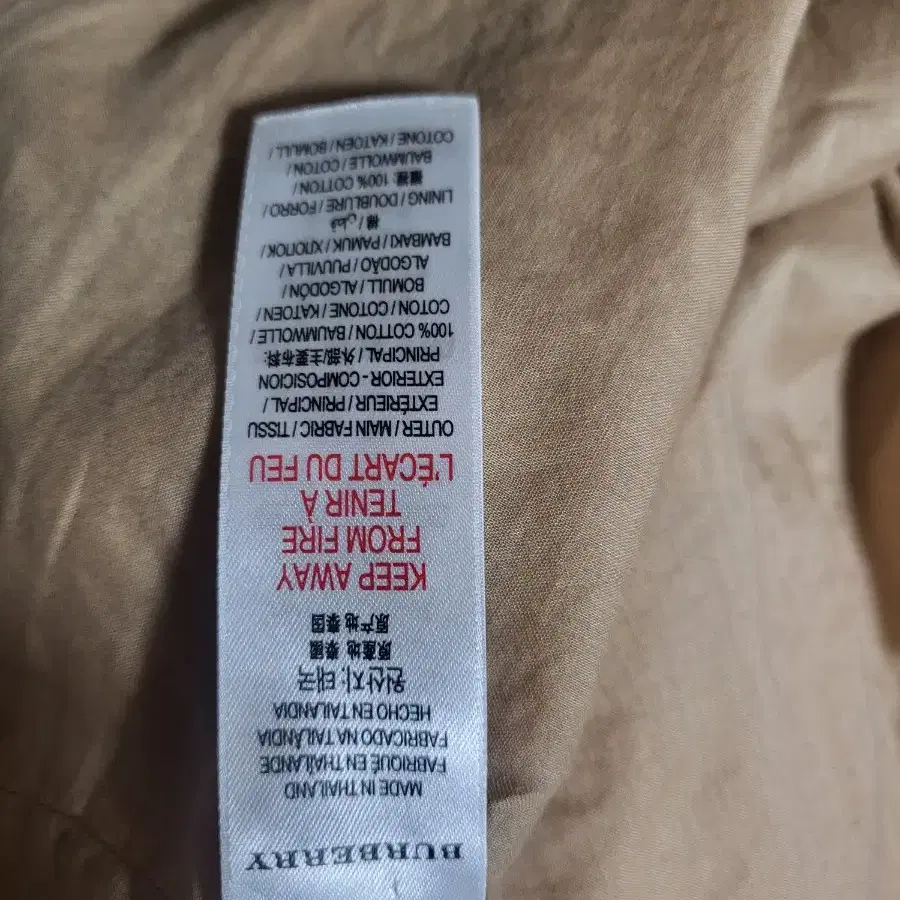 BURBERRY
MADE IN THAILAND
FABRIQUÉ EN THAÏLANDE
FABRICADO NA TAILÂNDIA
HECHO EN TAILANDIA
원산지: 태국
原產地 泰國
原产地 泰国
KEEP AWAY
FROM FIRE
TENIR À
L'ÉCART DU FEU
OUTER / MAIN FABRIC / TISSU
EXTÉRIEUR / PRINCIPAL /
EXTERIOR - COMPOSICION
PRINCIPAL / 外部/主要布料:
100% COTTON / BAUMWOLLE /
COTON / COTONE / KATOEN /
BOMULL / ALGODÓN /
ALGODÃO / PUUVILLA /
BAMBAKI / PAMUK / ХЛОПОК /
棉 / قطن /
LINING / DOUBLURE / FORRO /
裡: 100% COTTON /
BAUMWOLLE / COTON /
COTONE / KATOEN / BOMULL /